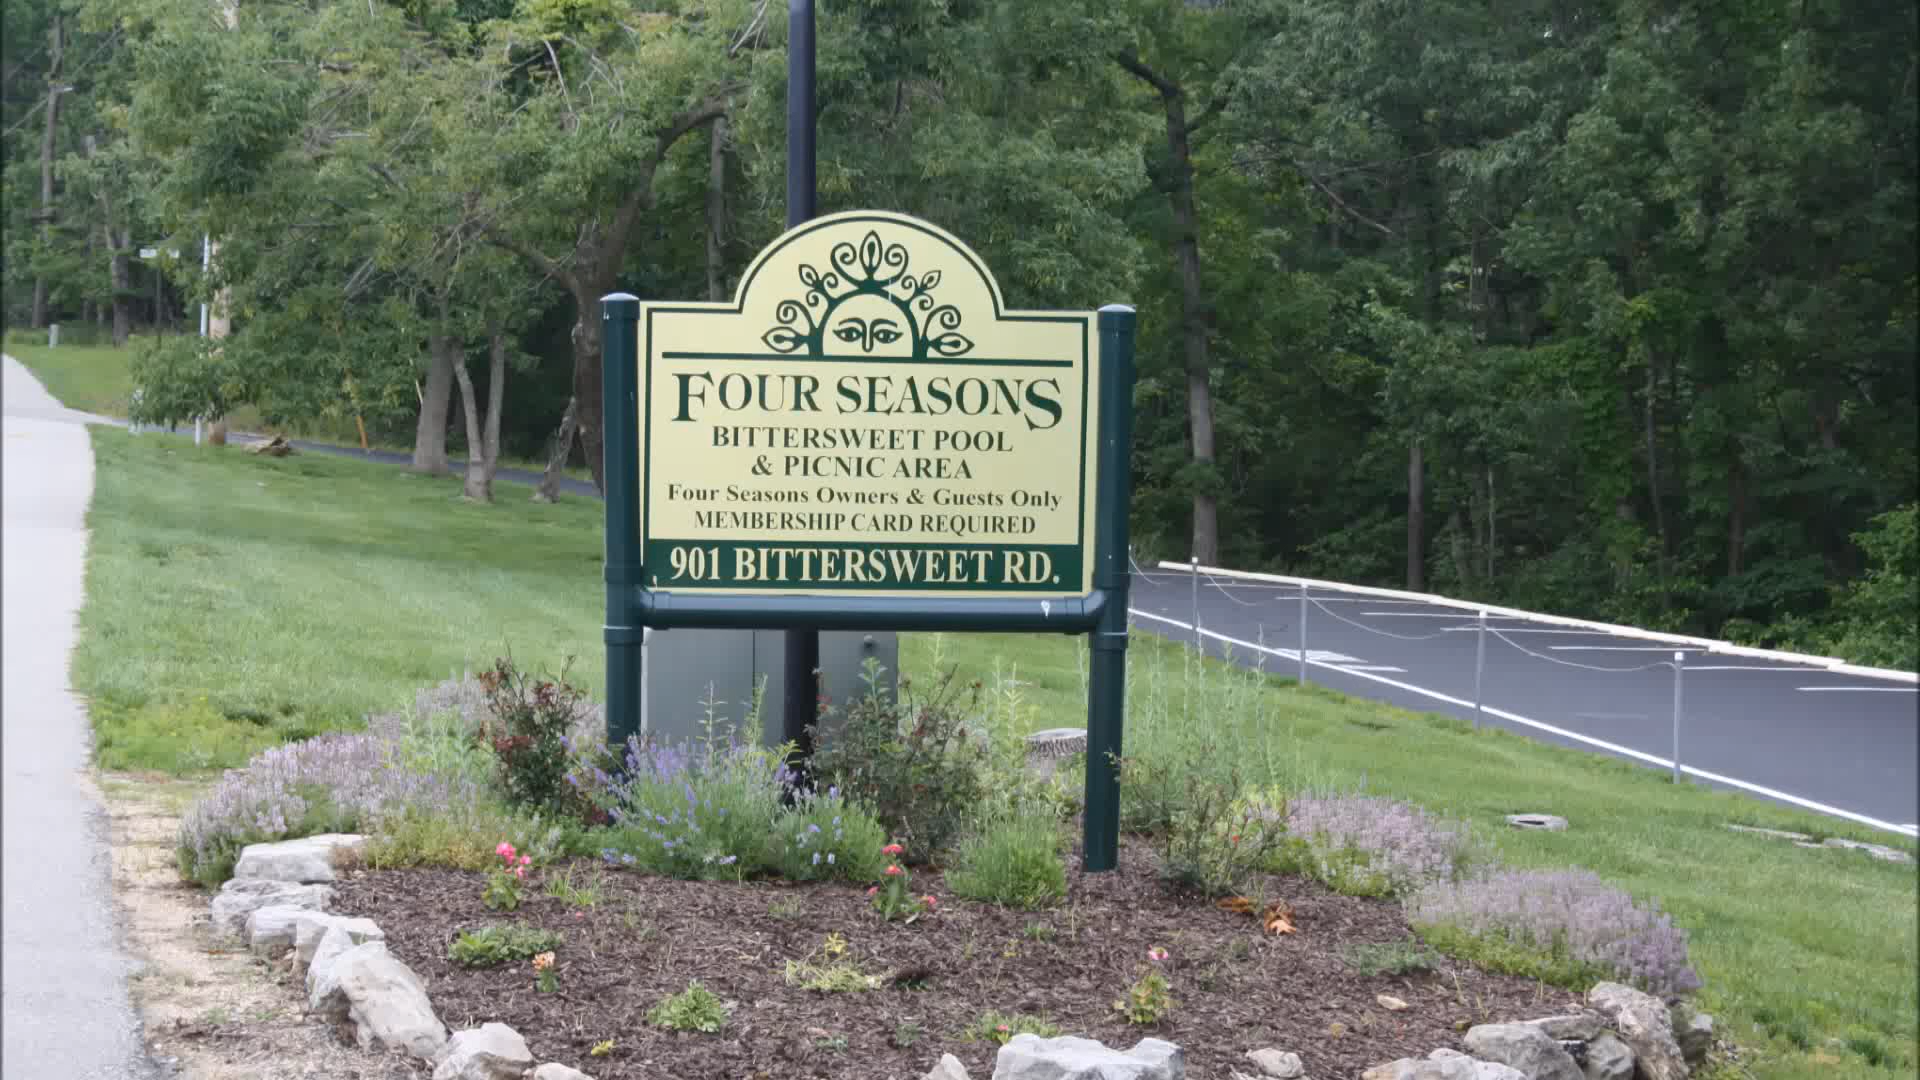 FOUR SEASONS
BITTERSWEET POOL
& PICNIC AREA
Four Seasons Owners & Guests Only
MEMBERSHIP CARD REQUIRED
901 BITTERSWEET RD.